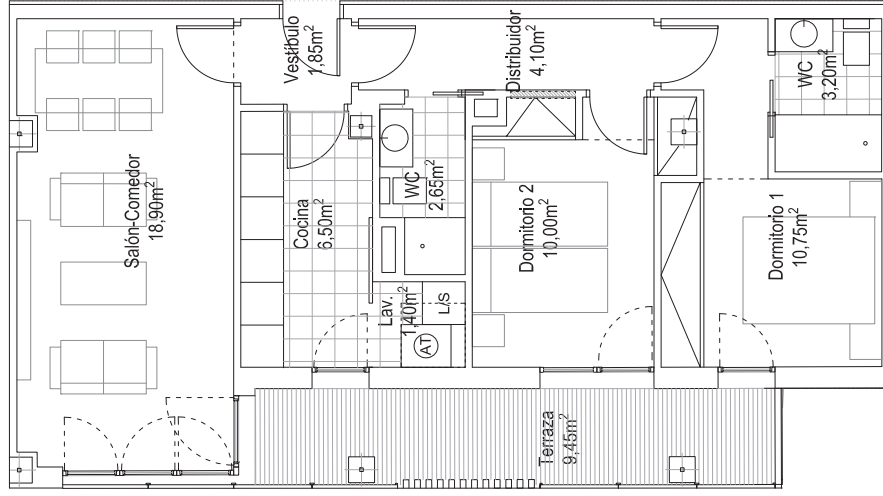 Salón-Comedor
18,90m²
Vestíbulo
1,85m²
Cocina
6,50m²
WC
2,65m²
Lav.
1,40m²
L/S
AT
Distribuidor
4,10m²
Dormitorio 2
10,00m²
WC
3,20m²
Dormitorio 1
10,75m²
Terraza
9,45m²